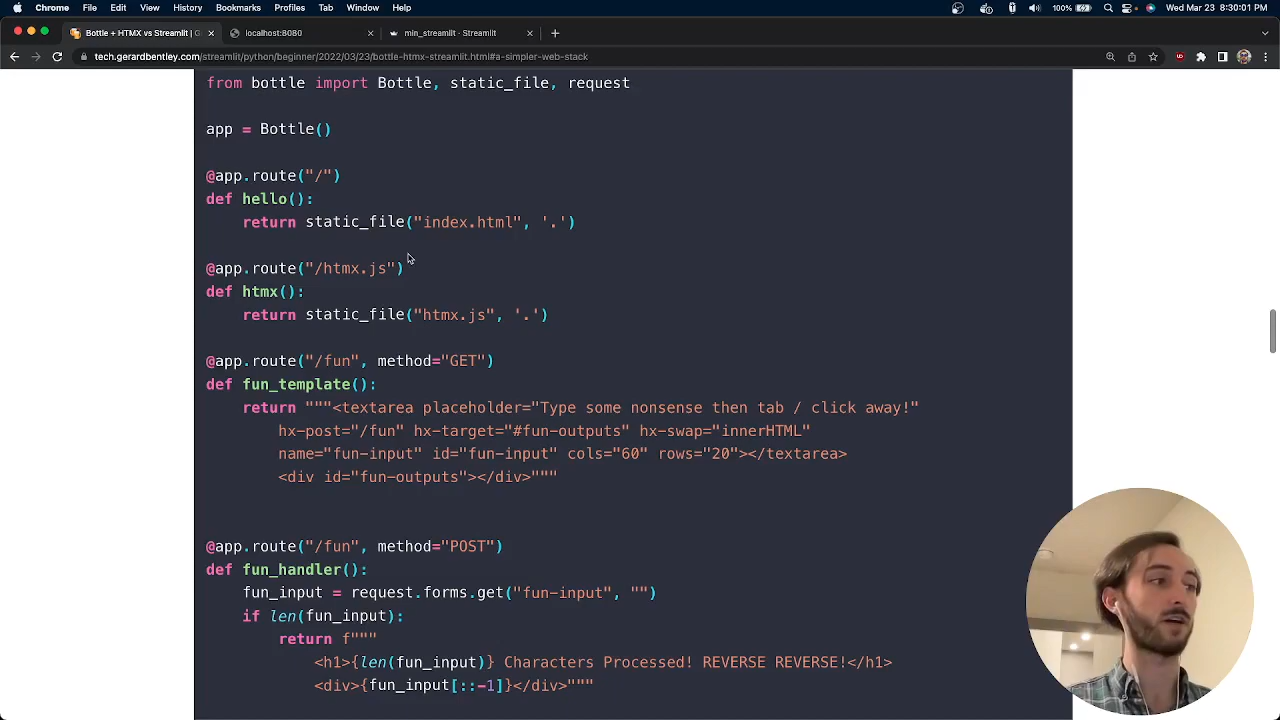 Chrome File Edit View History Bookmarks Profiles Tab Window Help 100% Wed Mar 23 8:30:01 PM
Bottle + HTMX vs Streamlit | G localhost:8080 min_streamlit · Streamlit
tech.gerardbentley.com/streamlit/python/beginner/2022/03/23/bottle-htmx-streamlit.html#a-simpler-web-stack
from bottle import Bottle, static_file, request
app = Bottle()
@app.route("/")
def hello():
    return static_file("index.html", '.')
@app.route("/htmx.js")
def htmx():
    return static_file("htmx.js", '.')
@app.route("/fun", method="GET")
def fun_template():
    return """<textarea placeholder="Type some nonsense then tab / click away!"
        hx-post="/fun" hx-target="#fun-outputs" hx-swap="innerHTML"
        name="fun-input" id="fun-input" cols="60" rows="20"></textarea>
        <div id="fun-outputs"></div>"""
@app.route("/fun", method="POST")
def fun_handler():
    fun_input = request.forms.get("fun-input", "")
    if len(fun_input):
        return f"""
            <h1>{len(fun_input)} Characters Processed! REVERSE REVERSE!</h1>
            <div>{fun_input[::-1]}</div>"""